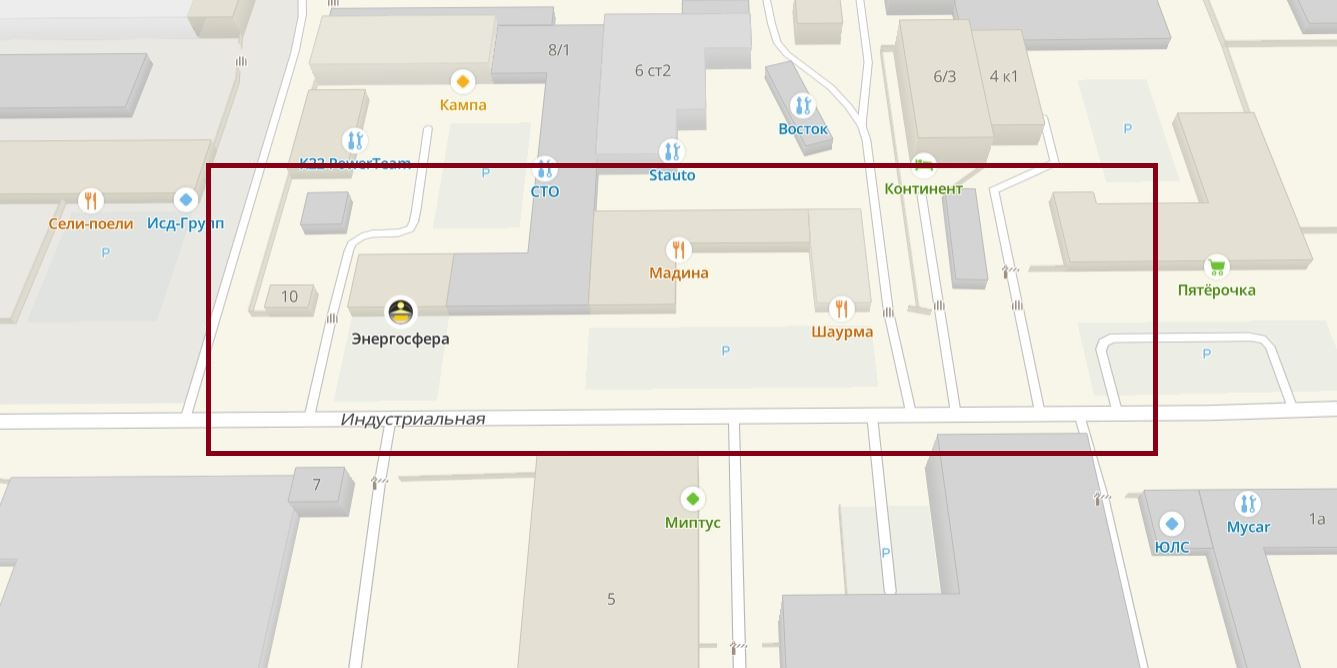 8/1
6 ст2
6/3
4 к1
Кампа
Восток
P
К22 PowerTeam
P
СТО
Stauto
Континент
Сели-поели
Исд-Групп
P
Мадина
Пятёрочка
10
Энергосфера
Шаурма
P
P
Индустриальная
7
Миптус
1а
Mycar
ЮЛС
P
5